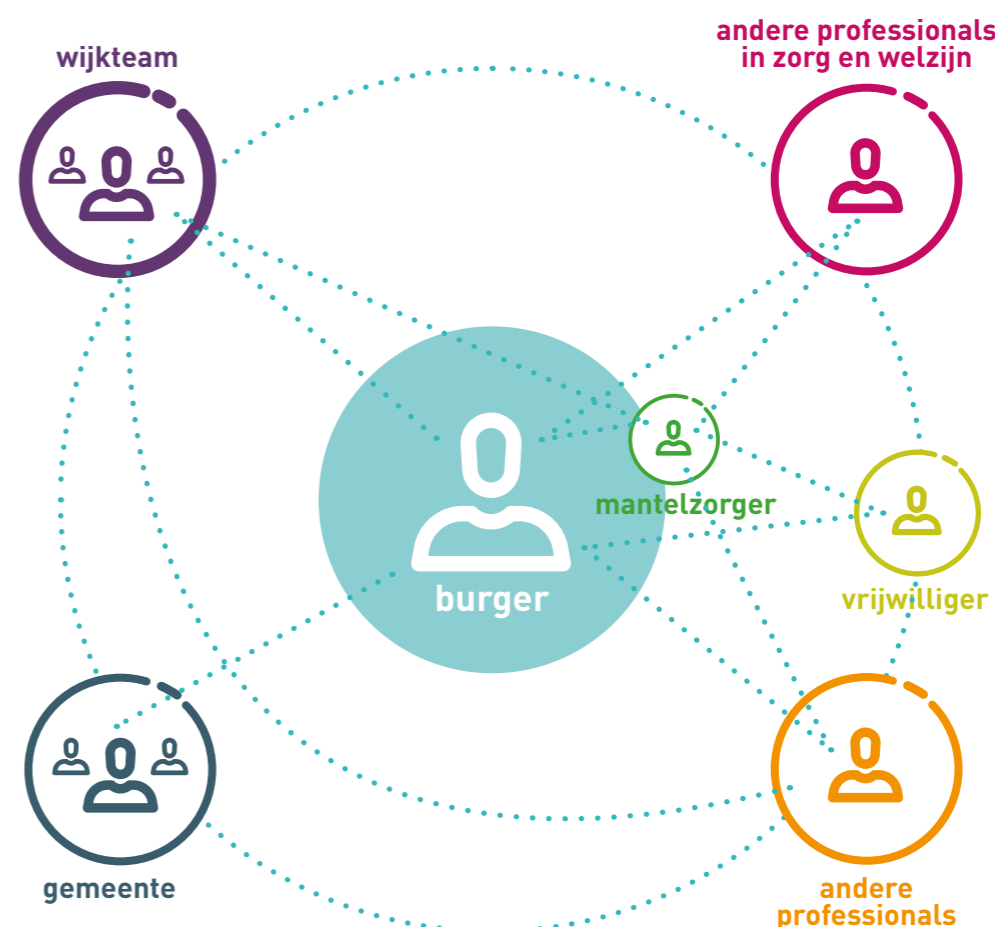 wijkteam
andere professionals
in zorg en welzijn
mantelzorger
burger
vrijwilliger
gemeente
andere
professionals